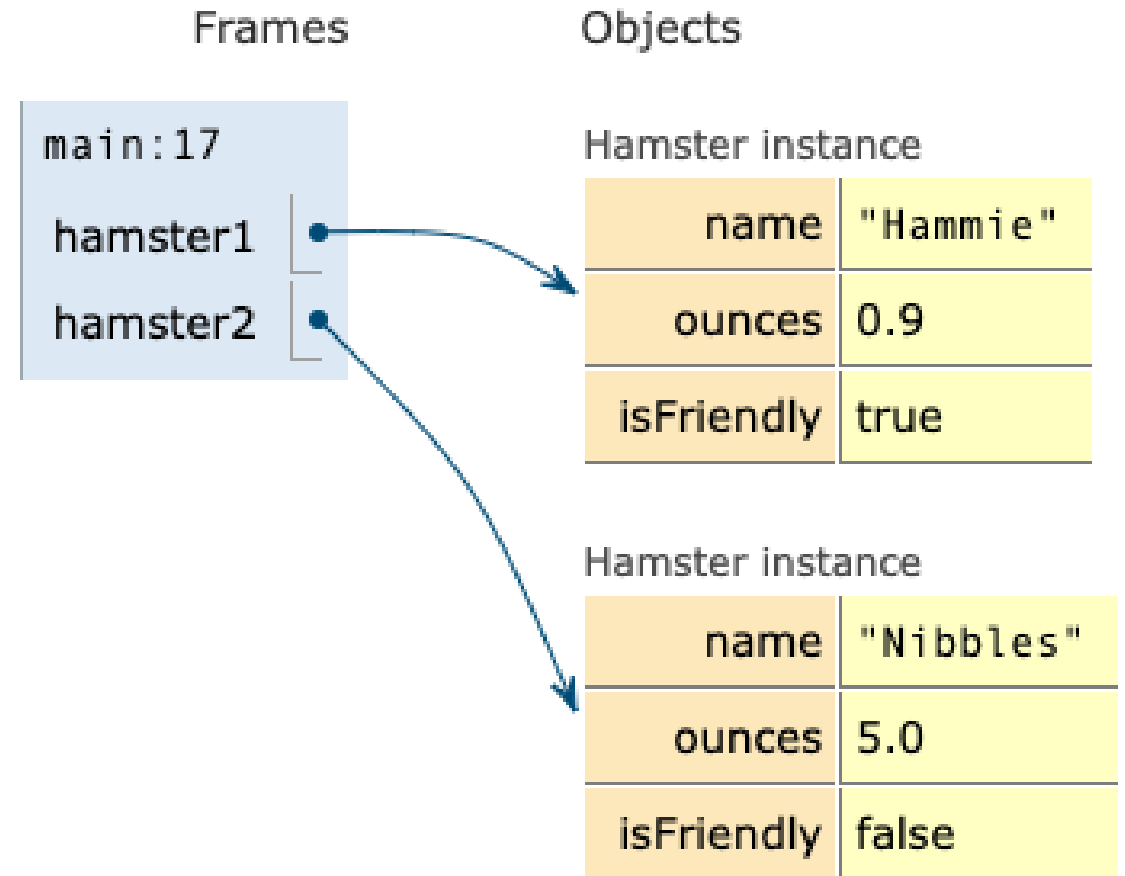 Frames Objects
main:17
hamster1
hamster2
Hamster instance
name "Hammie"
ounces 0.9
isFriendly true
Hamster instance
name "Nibbles"
ounces 5.0
isFriendly false